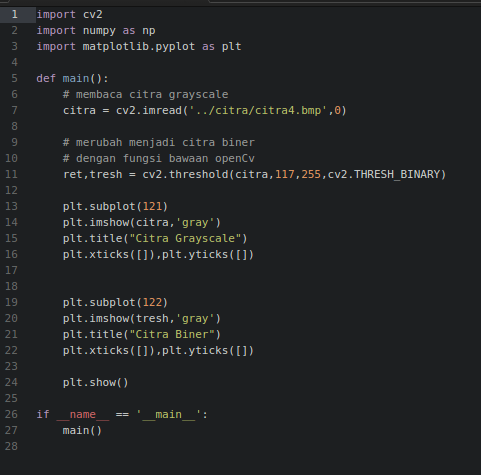 1 import cv2
2 import numpy as np
3 import matplotlib.pyplot as plt
4
5 def main():
6     # membaca citra grayscale
7     citra = cv2.imread('../citra/citra4.bmp',0)
8
9     # merubah menjadi citra biner
10     # dengan fungsi bawaan openCv
11     ret,tresh = cv2.threshold(citra,117,255,cv2.THRESH_BINARY)
12
13     plt.subplot(121)
14     plt.imshow(citra,'gray')
15     plt.title("Citra Grayscale")
16     plt.xticks([]),plt.yticks([])
17
18
19     plt.subplot(122)
20     plt.imshow(tresh,'gray')
21     plt.title("Citra Biner")
22     plt.xticks([]),plt.yticks([])
23
24     plt.show()
25
26 if __name__ == '__main__':
27     main()
28